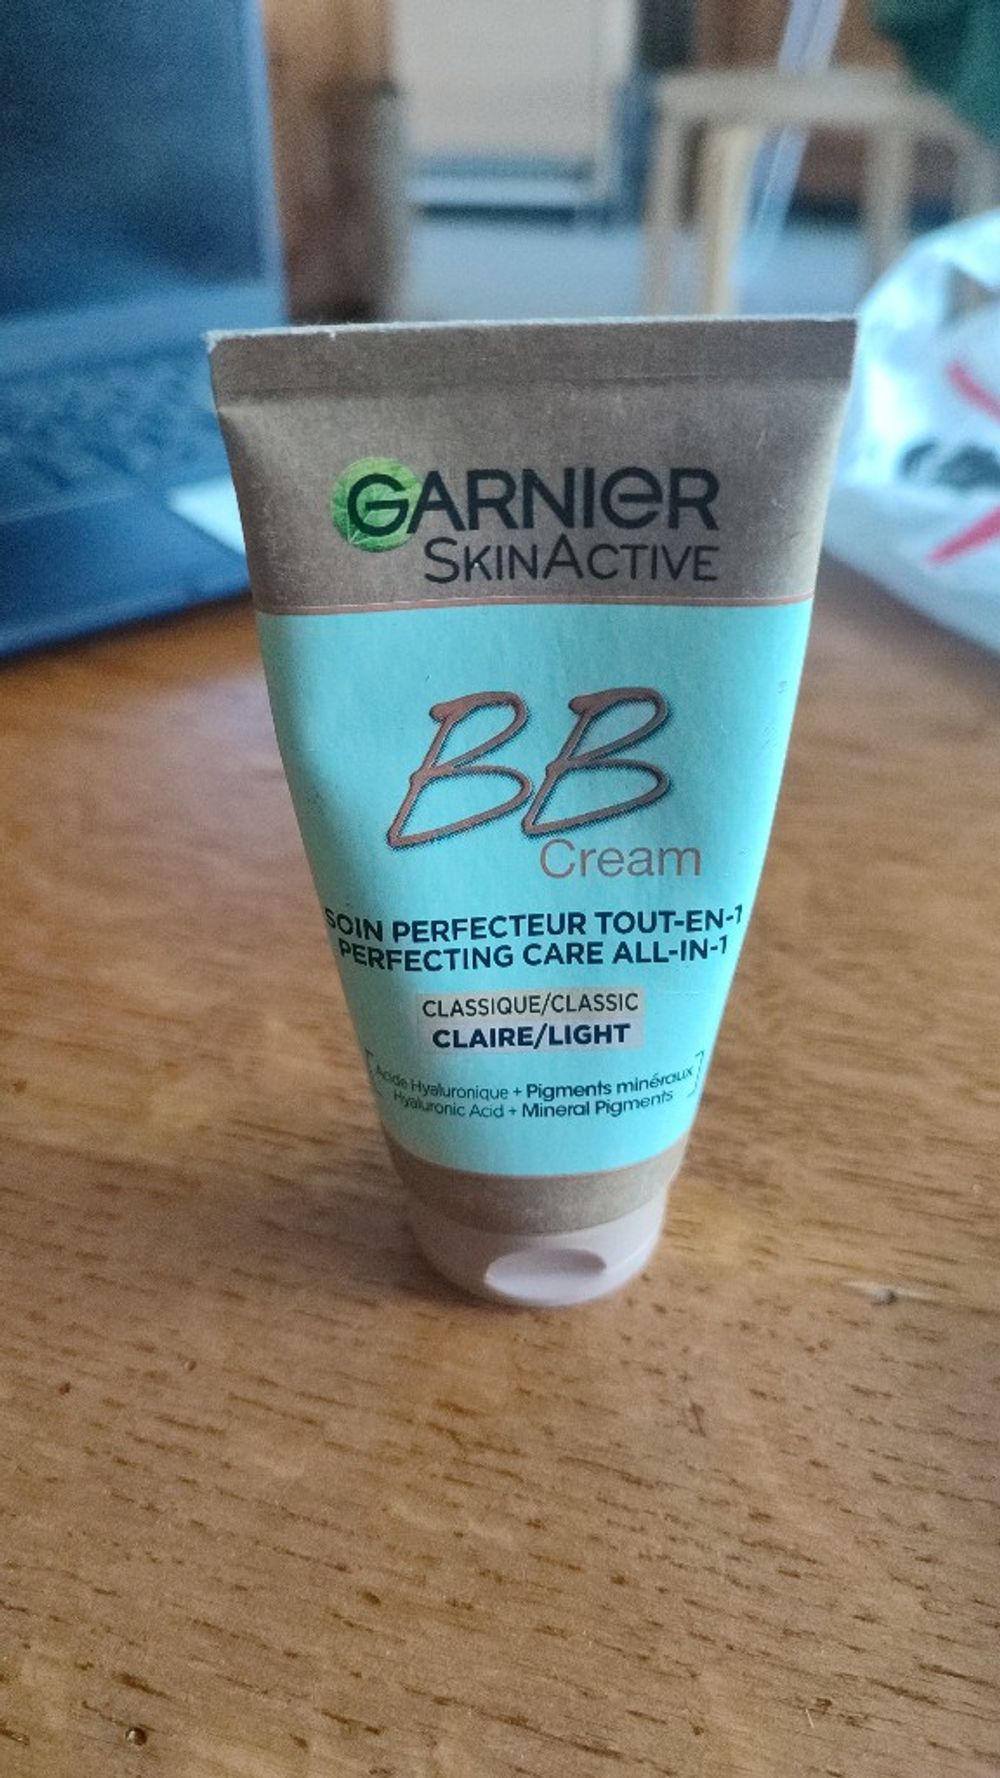 GARNIER
SKINACTIVE
BB
Cream
SOIN PERFECTEUR TOUT-EN-1
PERFECTING CARE ALL-IN-1
CLASSIQUE/CLASSIC
CLAIRE/LIGHT
Acide Hyaluronique + Pigments minéraux
Hyaluronic Acid + Mineral Pigments